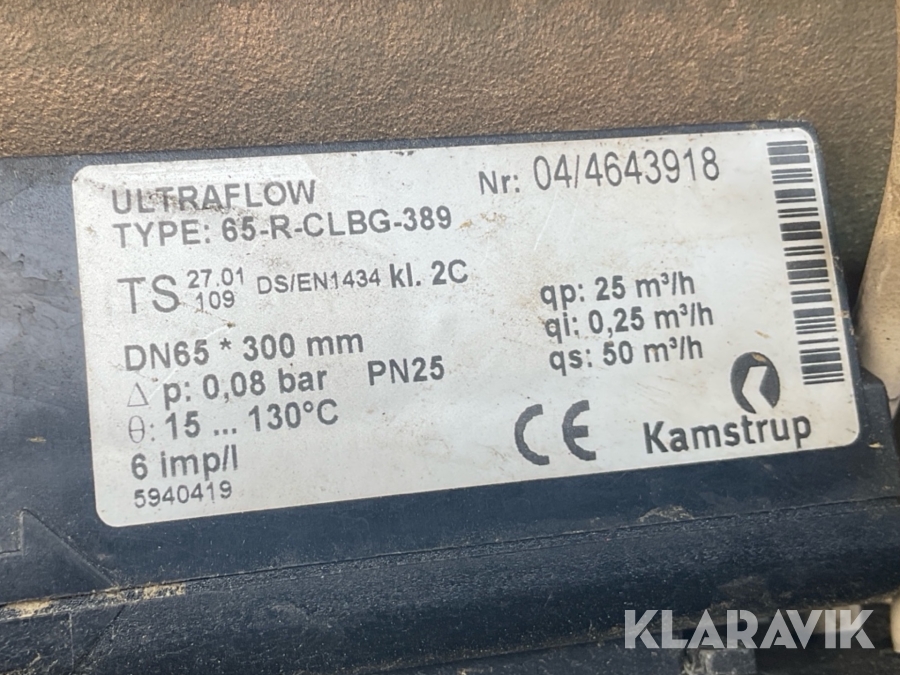 ULTRAFLOW
Nr: 04/4643918
TYPE: 65-R-CLBG-389
TS 27.01 109 DS/EN1434 kl. 2C
DN65 * 300 mm
Δ p: 0,08 bar PN25
θ: 15 ... 130°C
6 imp/l
5940419
qp: 25 m³/h
qi: 0,25 m³/h
qs: 50 m³/h
CE
Kamstrup
KLARAVIK